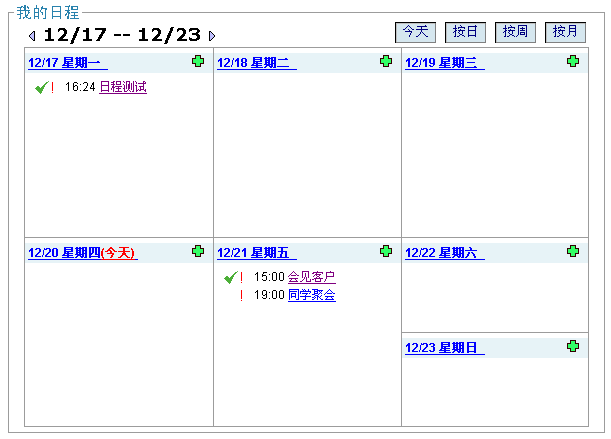 我的日程
12/17 -- 12/23 今天 按日 按周 按月
12/17 星期一 12/18 星期二 12/19 星期三
! 16:24 日程测试
12/20 星期四(今天) 12/21 星期五 12/22 星期六
! 15:00 会见客户
! 19:00 同学聚会
12/23 星期日